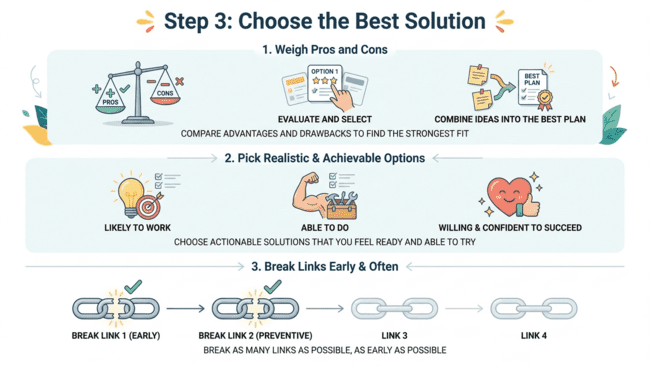 Step 3: Choose the Best Solution
1. Weigh Pros and Cons
PROS
CONS
OPTION 1
BEST
PLAN
EVALUATE AND SELECT
COMBINE IDEAS INTO THE BEST PLAN
COMPARE ADVANTAGES AND DRAWBACKS TO FIND THE STRONGEST FIT
2. Pick Realistic & Achievable Options
LIKELY TO WORK
ABLE TO DO
WILLING & CONFIDENT TO SUCCEED
CHOOSE ACTIONABLE SOLUTIONS THAT YOU FEEL READY AND ABLE TO TRY
3. Break Links Early & Often
BREAK LINK 1 (EARLY)
BREAK LINK 2 (PREVENTIVE)
LINK 3
LINK 4
BREAK AS MANY LINKS AS POSSIBLE, AS EARLY AS POSSIBLE